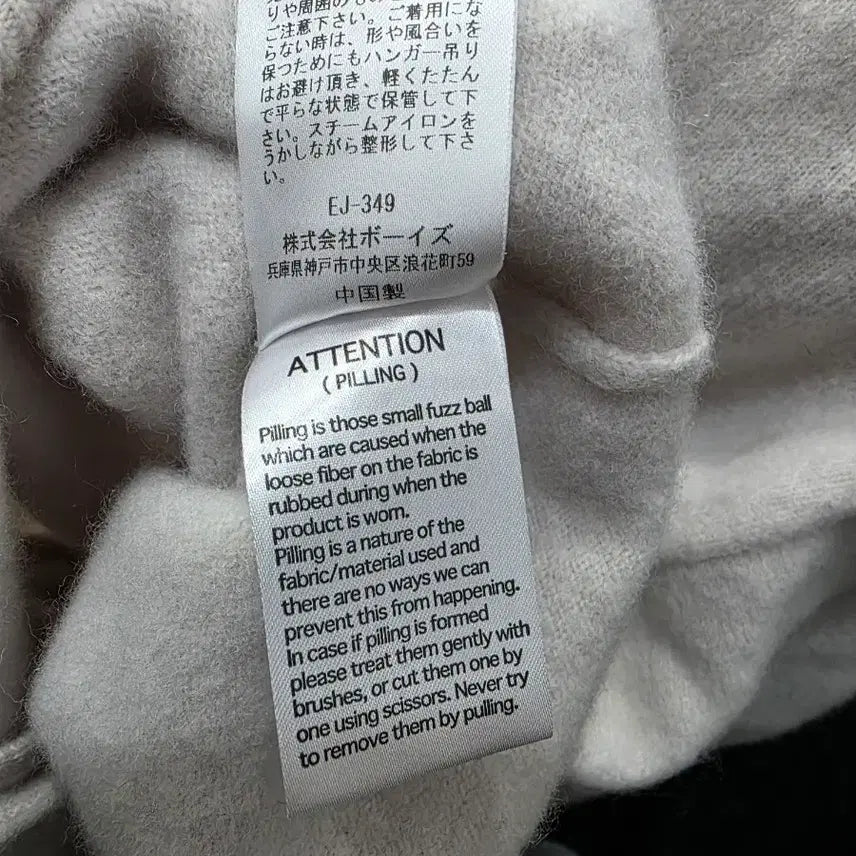 りや周囲のもの
ご注意下さい。ご着用にな
らない時は、形や風合いを
保つためにもハンガー吊り
はお避け頂き、軽くたたん
で平らな状態で保管して下
さい。スチームアイロンを
うかしながら整形して下さ
い。
EJ-349
株式会社ボーイズ
兵庫県神戸市中央区浪花町59
中国製
ATTENTION
( PILLING )
Pilling is those small fuzz ball
which are caused when the
loose fiber on the fabric is
rubbed during when the
product is worn.
Pilling is a nature of the
fabric/material used and
there are no ways we can
prevent this from happening.
In case if pilling is formed
please treat them gently with
brushes, or cut them one by
one using scissors. Never try
to remove them by pulling.